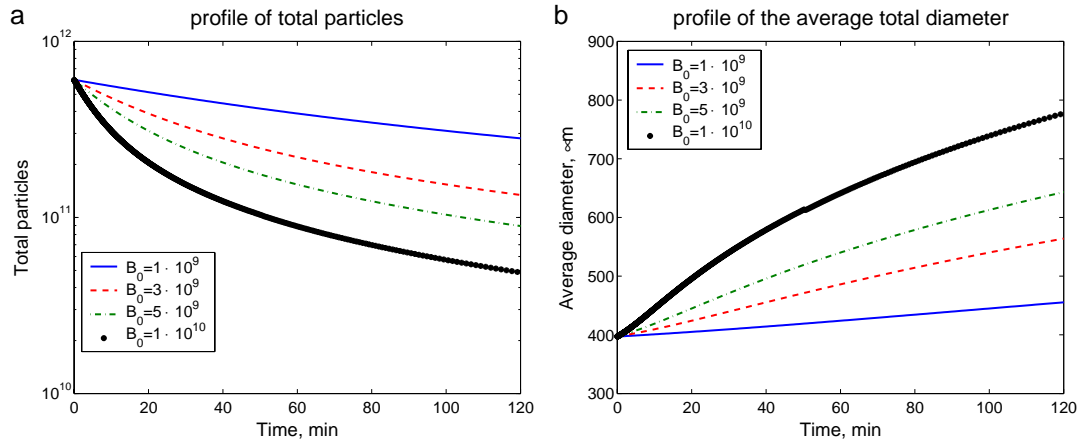 a
profile of total particles
10^12
10^11
10^10
Total particles
B_0=1 · 10^9
B_0=3 · 10^9
B_0=5 · 10^9
B_0=1 · 10^10
0 20 40 60 80 100 120
Time, min
b
profile of the average total diameter
900
800
700
600
500
400
300
Average diameter, ∝m
B_0=1 · 10^9
B_0=3 · 10^9
B_0=5 · 10^9
B_0=1 · 10^10
0 20 40 60 80 100 120
Time, min